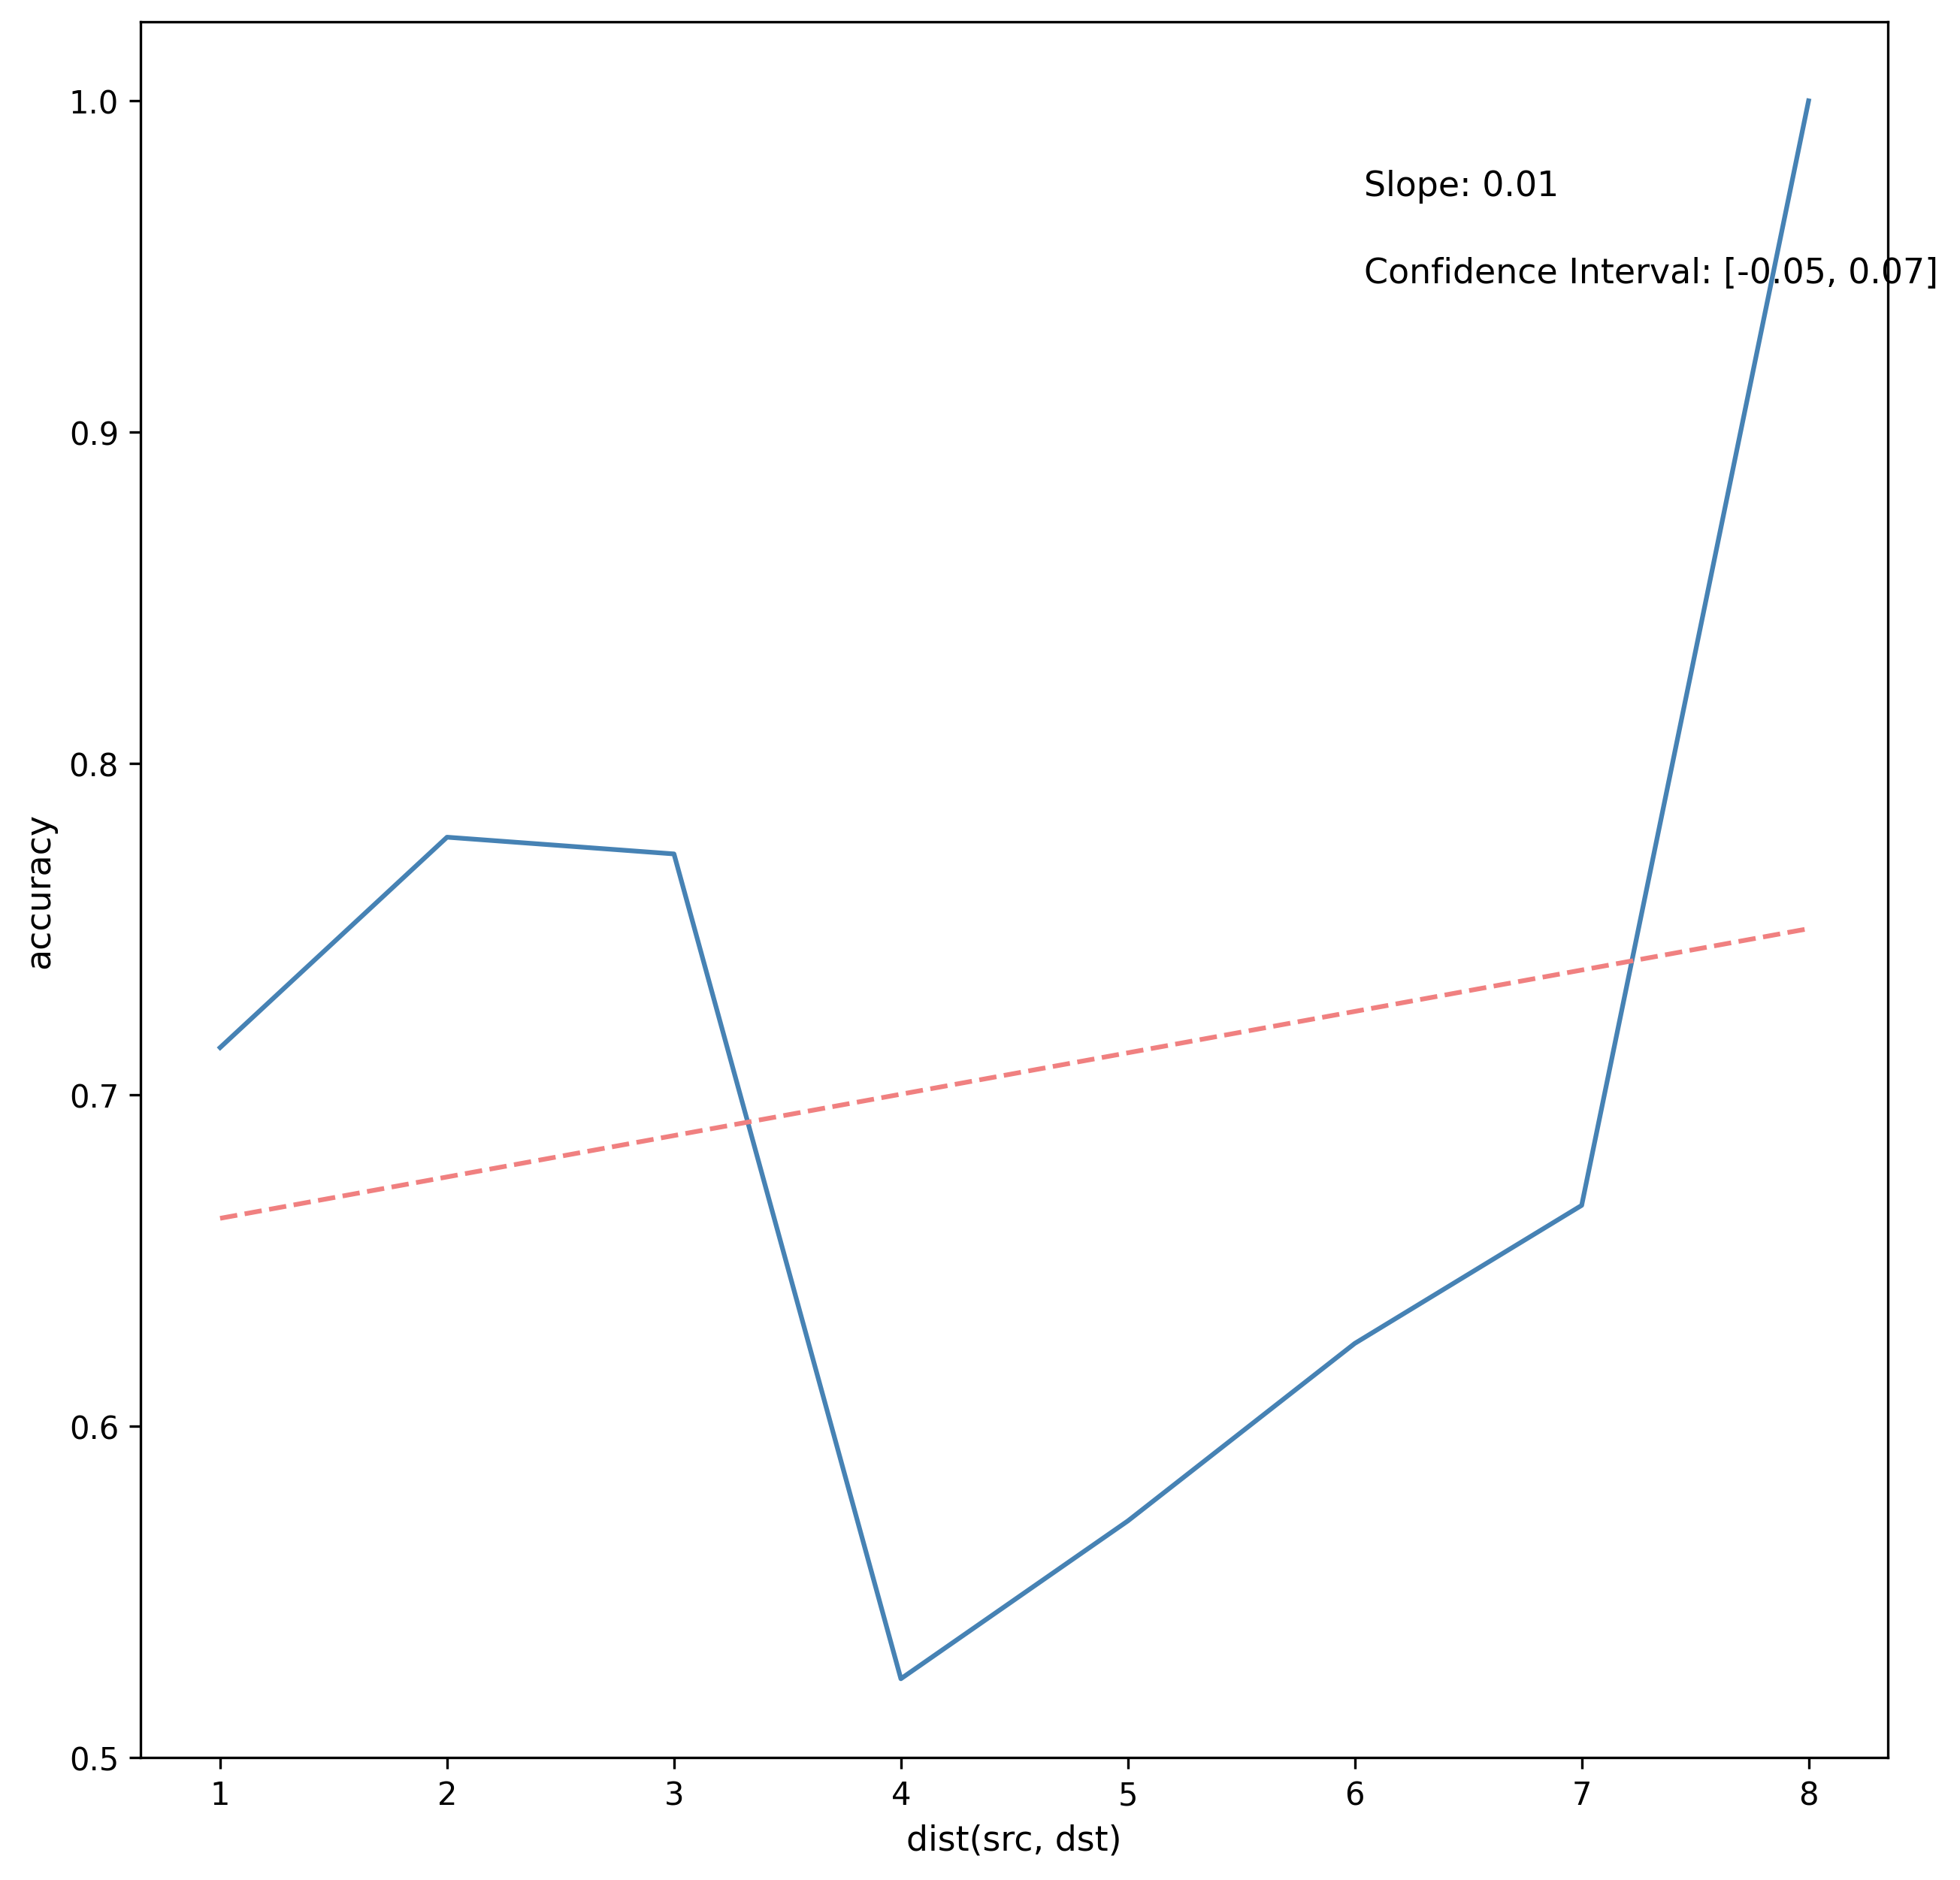 1.0
0.9
0.8
0.7
0.6
0.5
accuracy
Slope: 0.01
Confidence Interval: [-0.05, 0.07]
1 2 3 4 5 6 7 8
dist(src, dst)